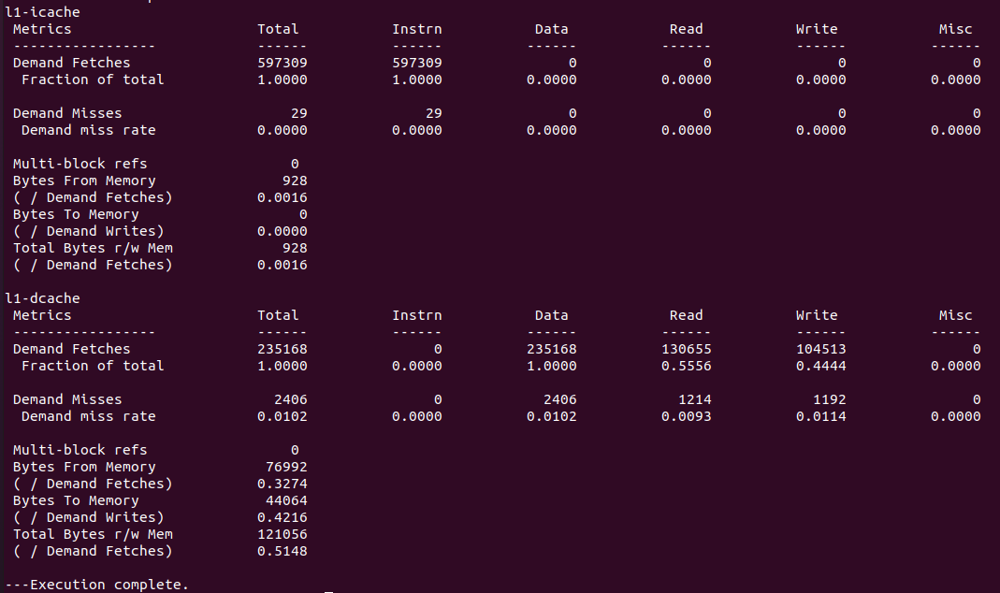 l1-icache
Metrics Total Instrn Data Read Write Misc
----------------- ------ ------ ------ ------ ------ ------
Demand Fetches 597309 597309 0 0 0 0
Fraction of total 1.0000 1.0000 0.0000 0.0000 0.0000 0.0000
Demand Misses 29 29 0 0 0 0
Demand miss rate 0.0000 0.0000 0.0000 0.0000 0.0000 0.0000
Multi-block refs 0
Bytes From Memory 928
( / Demand Fetches) 0.0016
Bytes To Memory 0
( / Demand Writes) 0.0000
Total Bytes r/w Mem 928
( / Demand Fetches) 0.0016
l1-dcache
Metrics Total Instrn Data Read Write Misc
----------------- ------ ------ ------ ------ ------ ------
Demand Fetches 235168 0 235168 130655 104513 0
Fraction of total 1.0000 0.0000 1.0000 0.5556 0.4444 0.0000
Demand Misses 2406 0 2406 1214 1192 0
Demand miss rate 0.0102 0.0000 0.0102 0.0093 0.0114 0.0000
Multi-block refs 0
Bytes From Memory 76992
( / Demand Fetches) 0.3274
Bytes To Memory 44064
( / Demand Writes) 0.4216
Total Bytes r/w Mem 121056
( / Demand Fetches) 0.5148
---Execution complete.